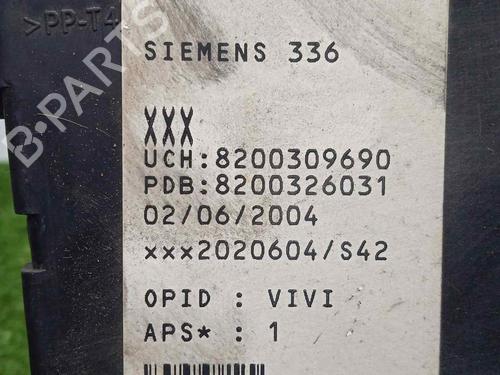 >PP-T4
SIEMENS 336
XXX
UCH:8200309690
PDB:8200326031
02/06/2004
xxx2020604/S42
OPID : VIVI
APS* : 1
B-PARTS